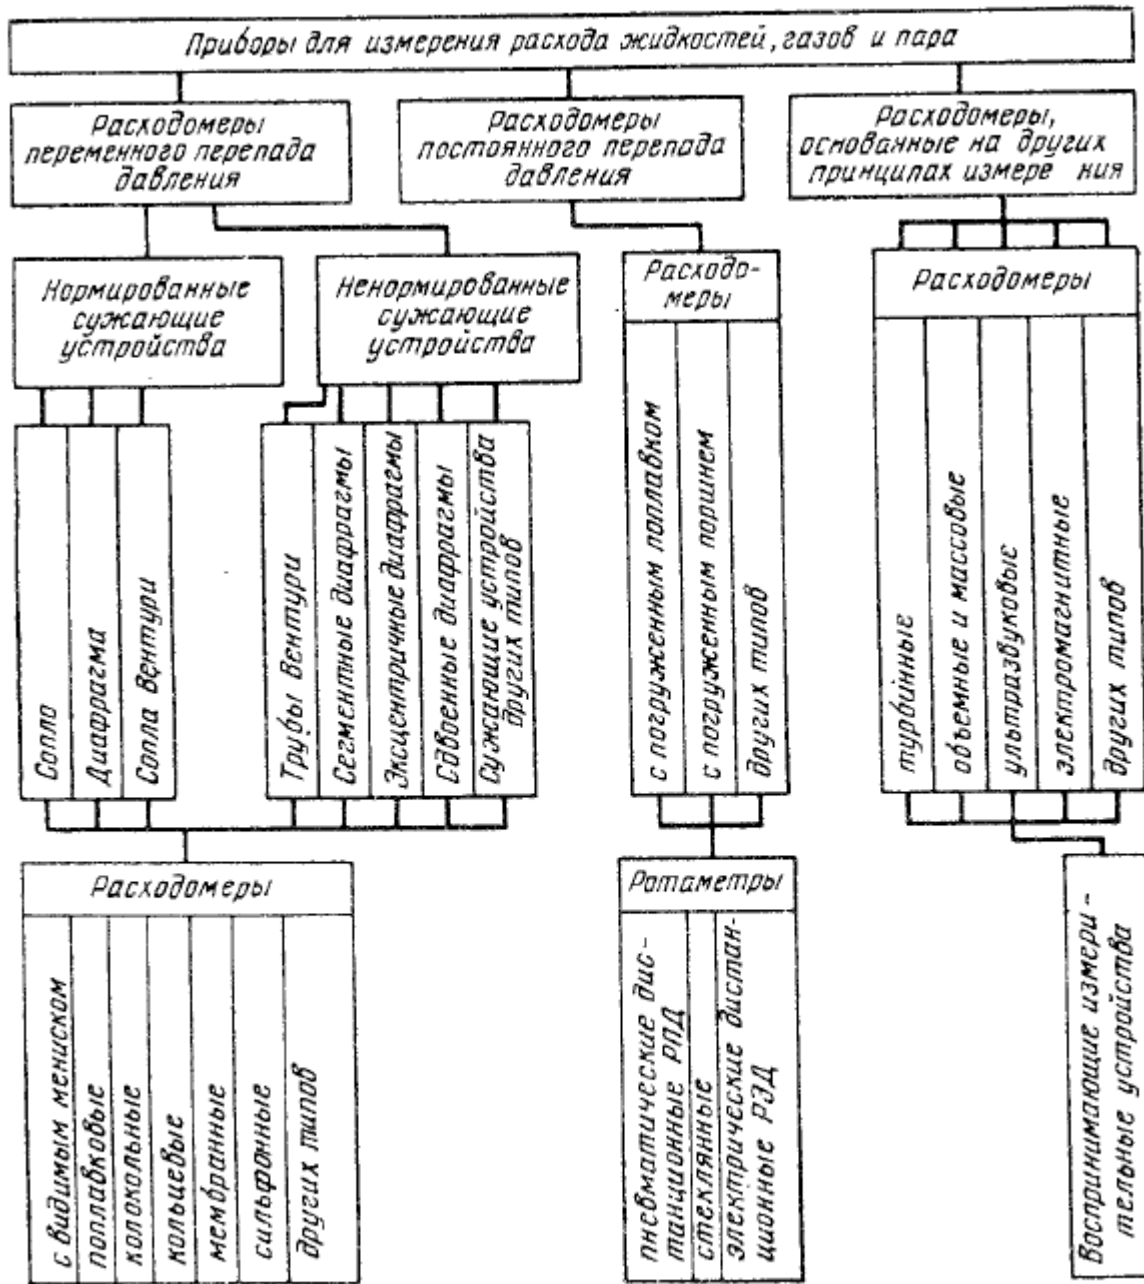 Приборы для измерения расхода жидкостей, газов и пара
Расходомеры
переменного перепада
давления
Расходомеры
постоянного перепада
давления
Расходомеры,
основанные на других
принципах измере ния
Нормированные
сужающие
устройства
Ненормированные
сужающие
устройства
Расходо-
меры
Расходомеры
Сопло
Диафрагма
Сопла Вентури
Трубы Вентури
Сегментные диафрагмы
Эксцентричные диафрагмы
Сдвоенные диафрагмы
Сужающие устройства
других типов
с погруженным поплавком
с погруженным поршнем
других типов
турбинные
объемные и массовые
ультразвуковые
электромагнитные
других типов
Расходомеры
с видимым мениском
поплавковые
колокольные
кольцевые
мембранные
сильфонные
других типов
Ротаметры
пневматические дис-
танционные РПД
стеклянные
электрические дистан-
ционные РЭД
Воспринимающие измери-
тельные устройства